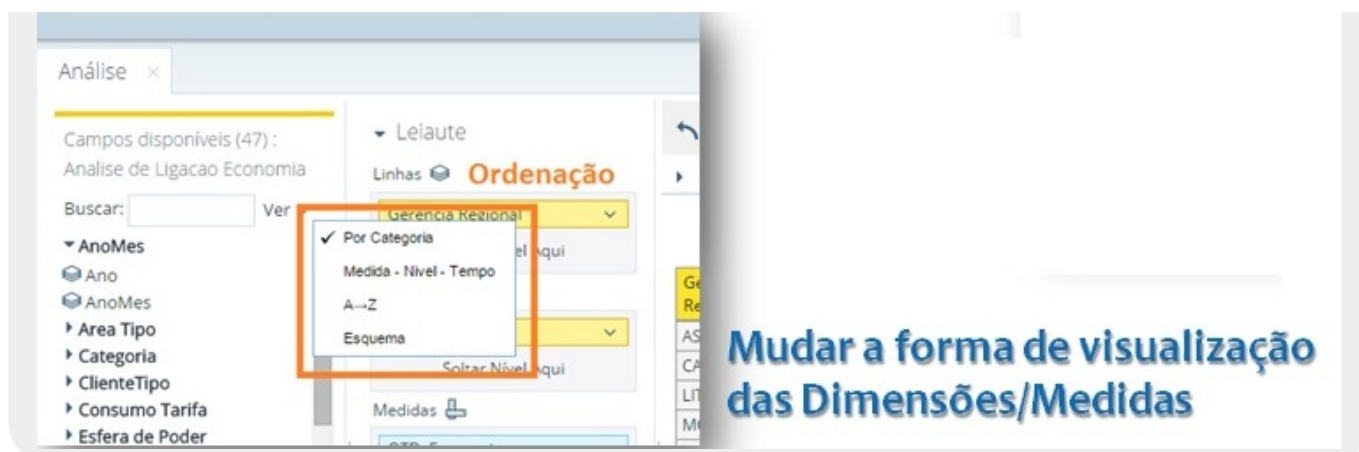 Análise ×
Campos disponíveis (47) :
Analise de Ligacao Economia
Buscar:
Ver
AnoMes
Ano
AnoMes
Area Tipo
Categoria
ClienteTipo
Consumo Tarifa
Esfera de Poder
Leiaute
Linhas
Ordenação
Gerencia Regional
Por Categoria
Medida - Nivel - Tempo
A→Z
Esquema
Aqui
Soltar Nível Aqui
Medidas
Mudar a forma de visualização
das Dimensões/Medidas